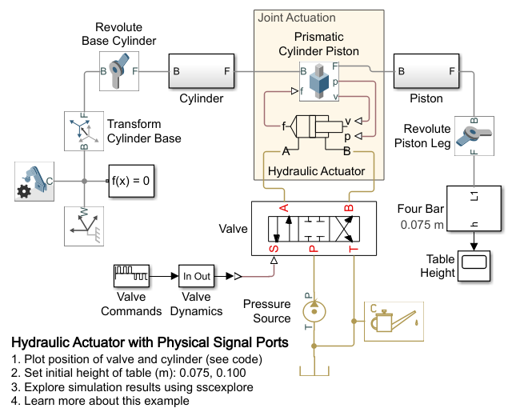 Joint Actuation
Revolute
Base Cylinder
Prismatic
Cylinder Piston
B
F
B
F
B
F
B
F
f
p
v
Cylinder
Piston
F
B
Transform
Cylinder Base
f
v
p
A
B
Hydraulic Actuator
B
F
Revolute
Piston Leg
C
f(x) = 0
W
L1
h
Four Bar
0.075 m
A
B
Valve
S
P
T
Table
Height
In Out
Valve
Commands
Valve
Dynamics
Pressure
Source
P
T
C
Hydraulic Actuator with Physical Signal Ports
1. Plot position of valve and cylinder (see code)
2. Set initial height of table (m): 0.075, 0.100
3. Explore simulation results using sscexplore
4. Learn more about this example